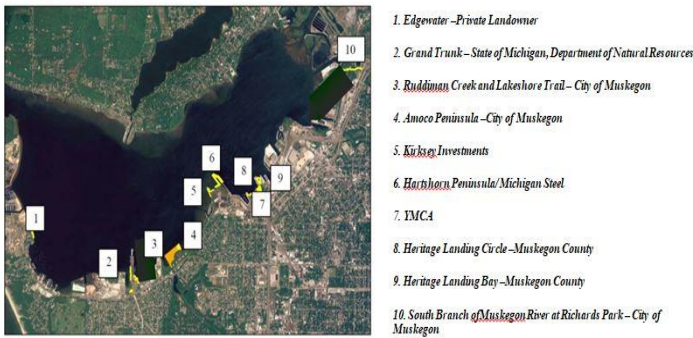 10
6
8
9
5
7
1
4
3
2
1. Edgewater –Private Landowner
2. Grand Trunk – State of Michigan, Department of Natural Resources
3. Ruddiman Creek and Lakeshore Trail – City of Muskegon
4. Amoco Peninsula –City of Muskegon
5. Kirksey Investments
6. Hartshorn Peninsula/Michigan Steel
7. YMCA
8. Heritage Landing Circle –Muskegon County
9. Heritage Landing Bay –Muskegon County
10. South Branch ofMuskegon River at Richards Park – City of
Muskegon